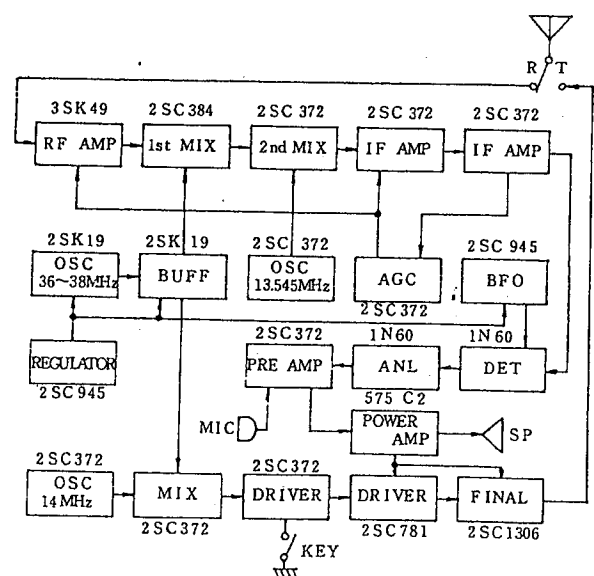 R T
3SK49 2SC384 2SC372 2SC372 2SC372
RF AMP 1st MIX 2nd MIX IF AMP IF AMP
2SK19 2SK19 2SC372 2SC945
OSC
36~38MHz BUFF OSC
13.545MHz AGC BFO
2SC372
2SC372 1N60 1N60
REGULATOR PRE AMP ANL DET
2SC945
575C2
MIC POWER
AMP SP
2SC372 2SC372
OSC
14MHz MIX DRIVER DRIVER FINAL
2SC372 2SC781 2SC1306
KEY